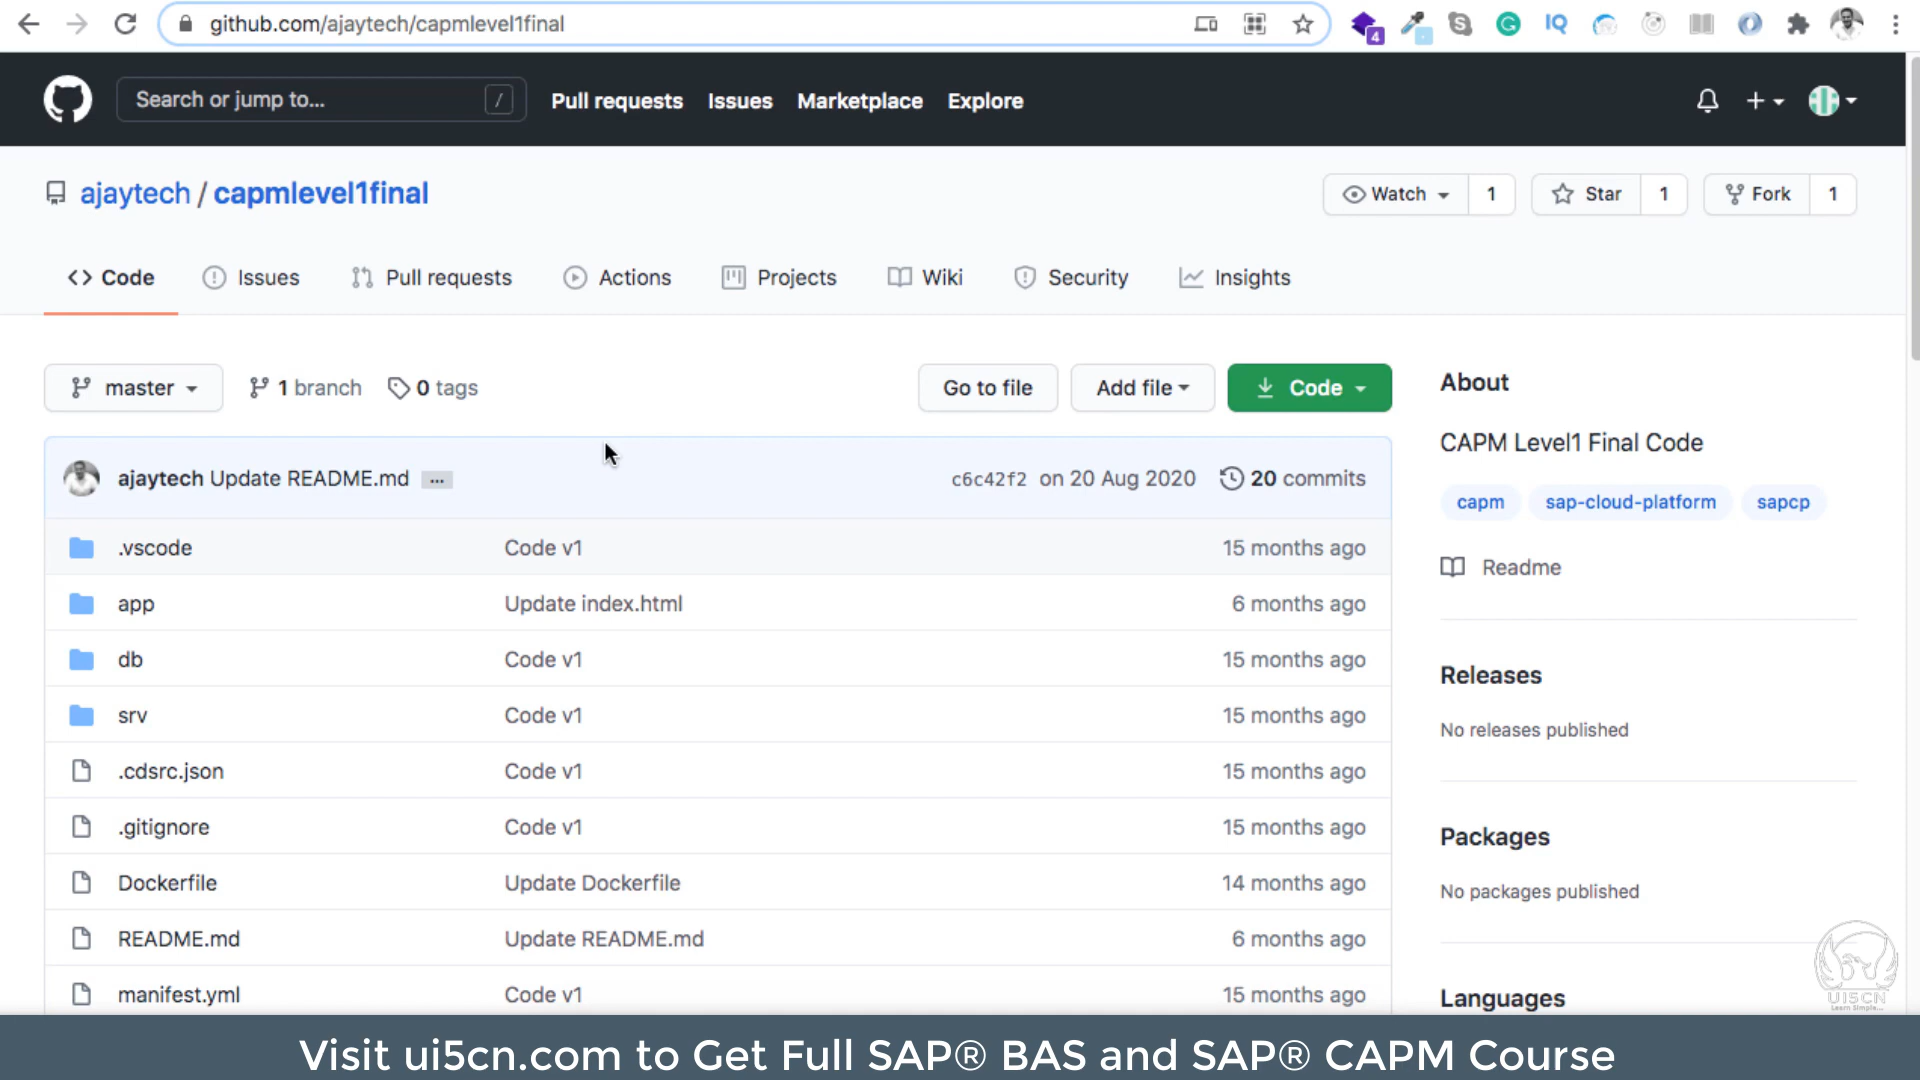 github.com/ajaytech/capmlevel1final
4
IQ
Search or jump to...
/
Pull requests
Issues
Marketplace
Explore
ajaytech / capmlevel1final
Watch 1
Star 1
Fork 1
Code
Issues
Pull requests
Actions
Projects
Wiki
Security
Insights
master
1 branch
0 tags
Go to file
Add file
Code
About
CAPM Level1 Final Code
capm sap-cloud-platform sapcp
Readme
Releases
No releases published
Packages
No packages published
Languages
ajaytech Update README.md ... c6c42f2 on 20 Aug 2020 20 commits
.vscode Code v1 15 months ago
app Update index.html 6 months ago
db Code v1 15 months ago
srv Code v1 15 months ago
.cdsrc.json Code v1 15 months ago
.gitignore Code v1 15 months ago
Dockerfile Update Dockerfile 14 months ago
README.md Update README.md 6 months ago
manifest.yml Code v1 15 months ago
UI5CN
Learn Simple...
Visit ui5cn.com to Get Full SAP® BAS and SAP® CAPM Course